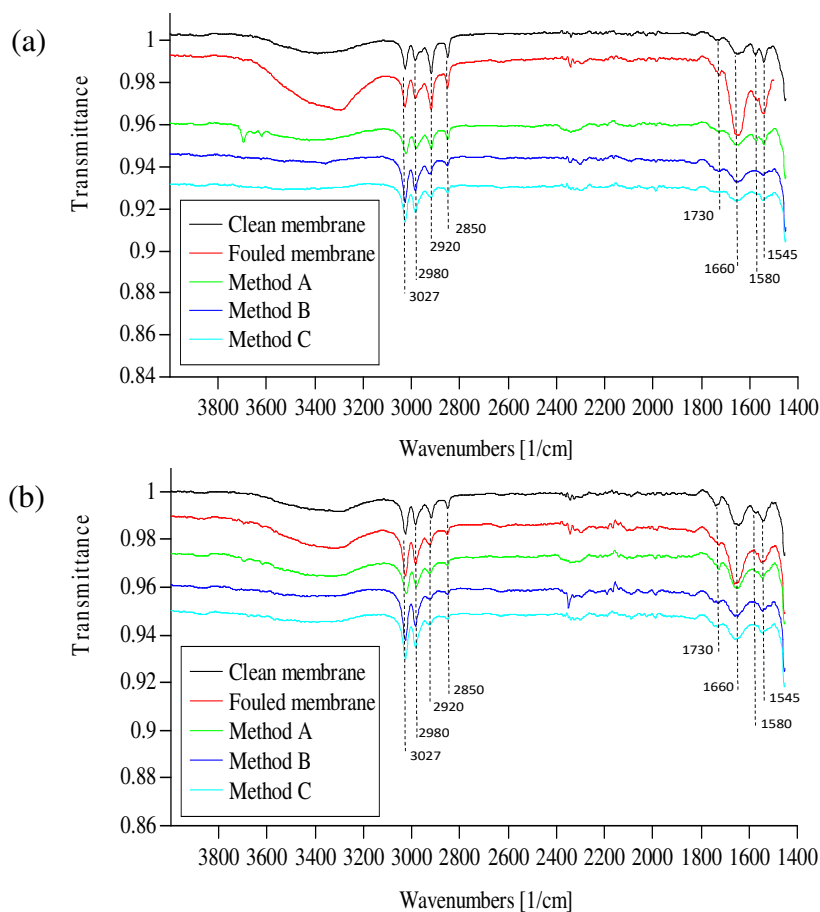 (a)
1
0.98
0.96
0.94
0.92
0.9
0.88
0.86
0.84
Transmittance
Clean membrane
Fouled membrane
Method A
Method B
Method C
2850
2920
2980
3027
1730
1660
1545
1580
3800 3600 3400 3200 3000 2800 2600 2400 2200 2000 1800 1600 1400
Wavenumbers [1/cm]
(b)
1
0.98
0.96
0.94
0.92
0.9
0.88
0.86
Transmittance
Clean membrane
Fouled membrane
Method A
Method B
Method C
2850
2920
2980
3027
1730
1660
1545
1580
3800 3600 3400 3200 3000 2800 2600 2400 2200 2000 1800 1600 1400
Wavenumbers [1/cm]